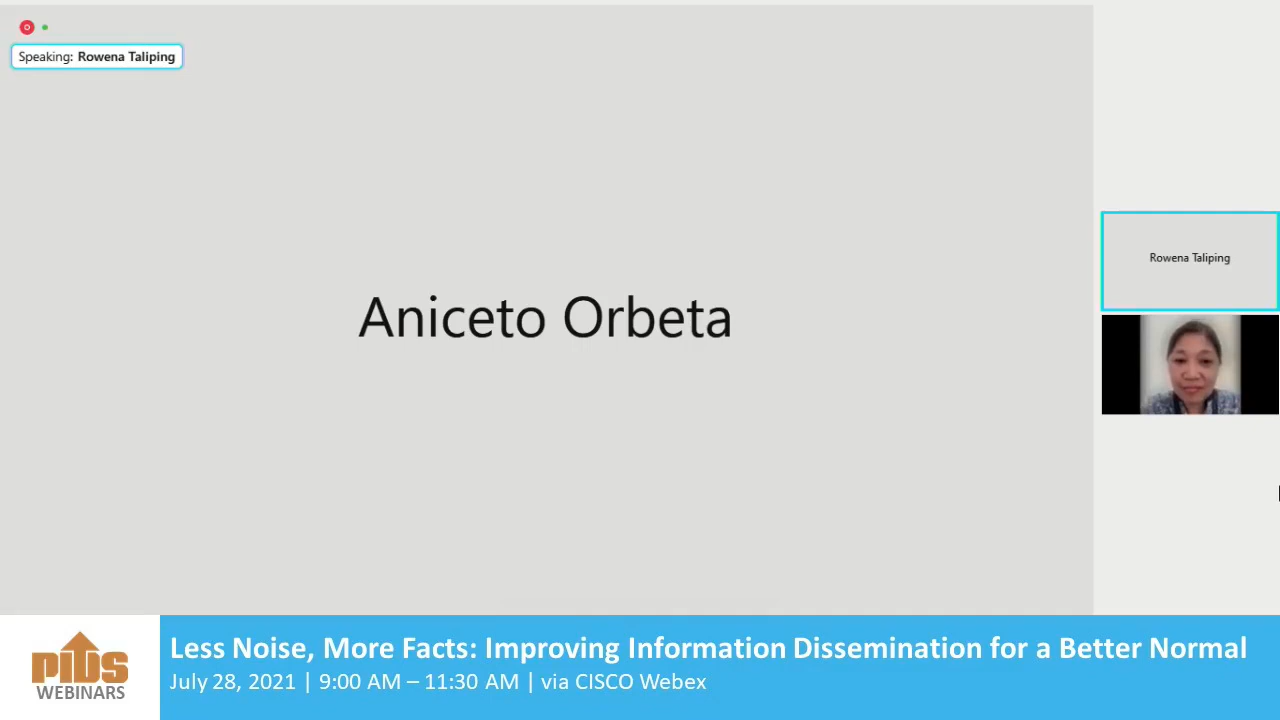 Speaking: Rowena Taliping
Aniceto Orbeta
Rowena Taliping
PIDS
WEBINARS
Less Noise, More Facts: Improving Information Dissemination for a Better Normal
July 28, 2021 | 9:00 AM – 11:30 AM | via CISCO Webex